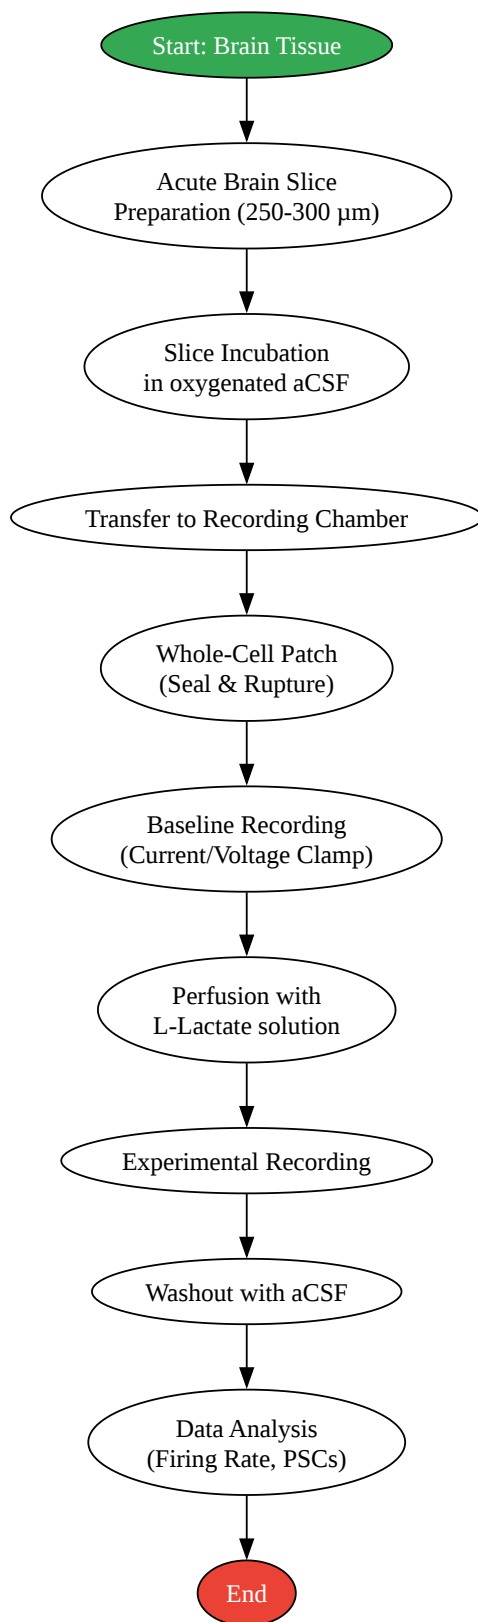 Start: Brain Tissue
Acute Brain Slice
Preparation (250-300 µm)
Slice Incubation
in oxygenated aCSF
Transfer to Recording Chamber
Whole-Cell Patch
(Seal & Rupture)
Baseline Recording
(Current/Voltage Clamp)
Perfusion with
L-Lactate solution
Experimental Recording
Washout with aCSF
Data Analysis
(Firing Rate, PSCs)
End